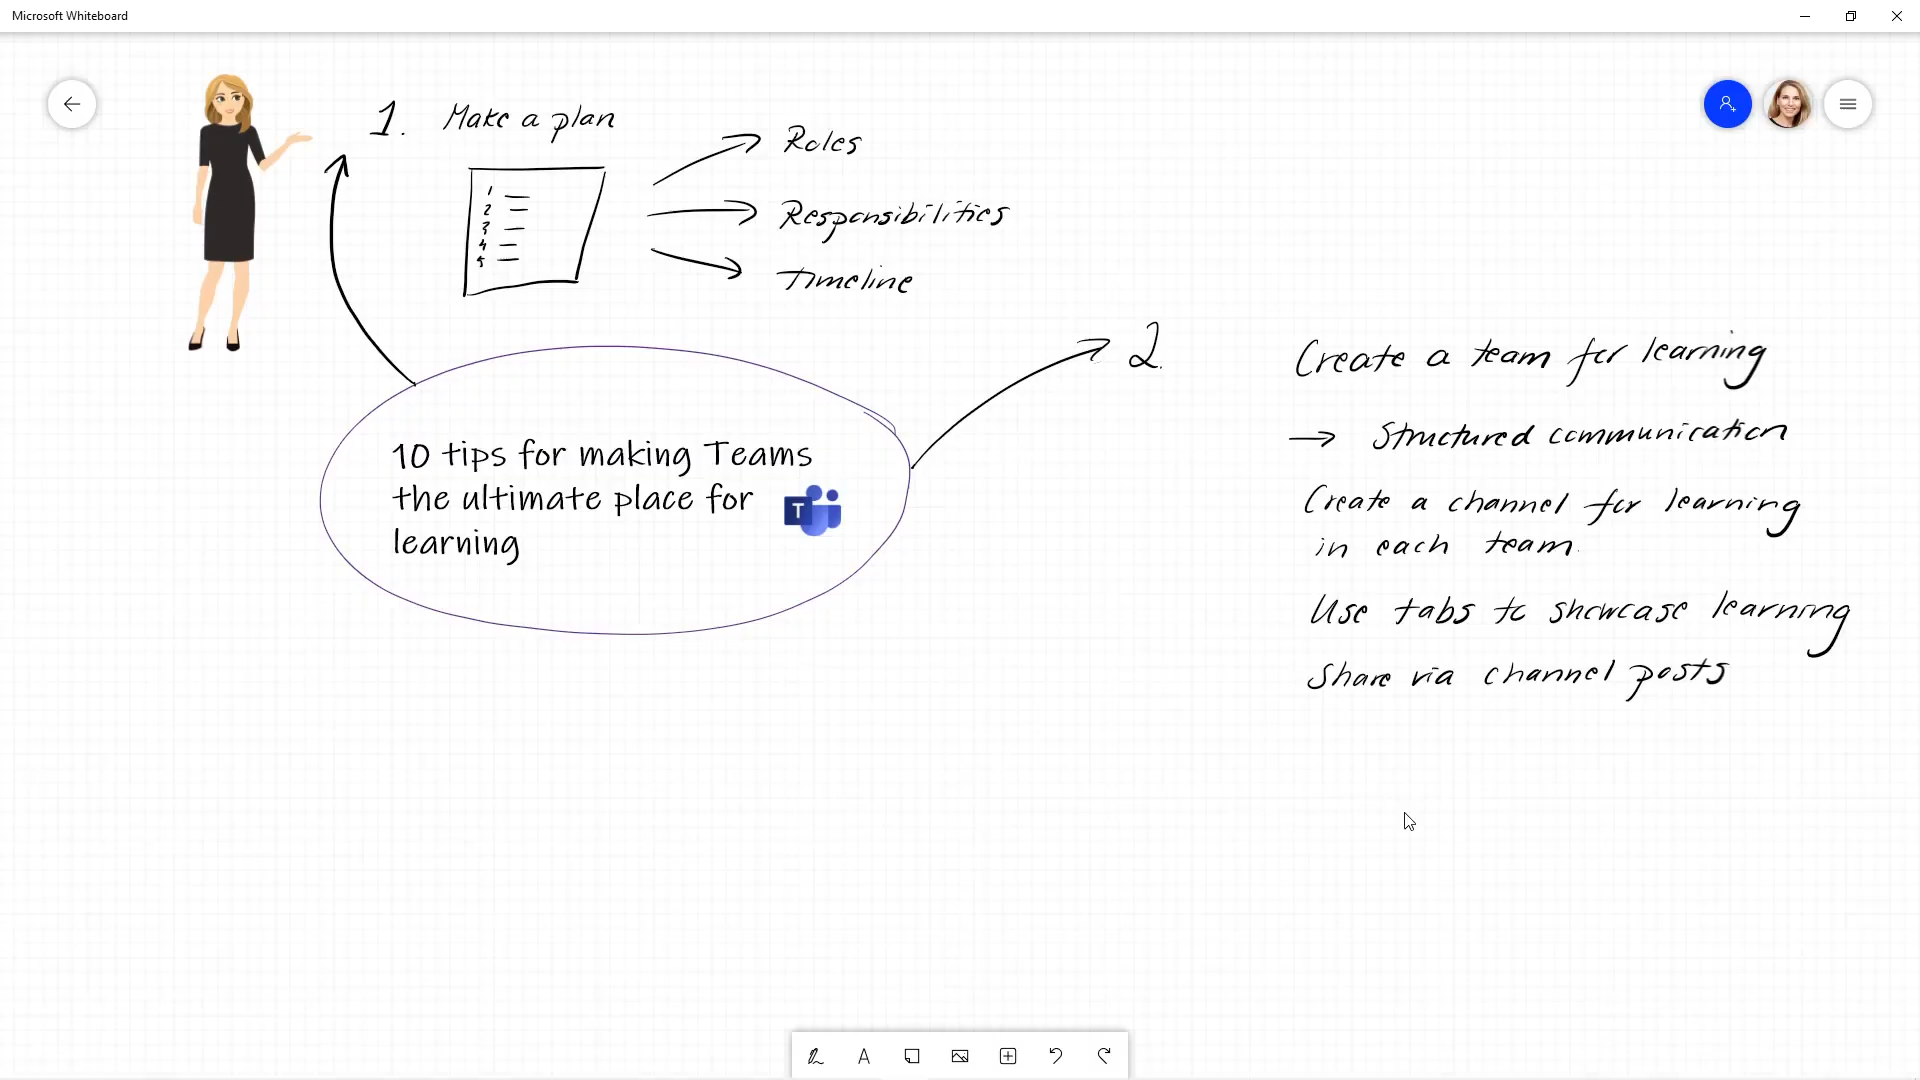 Microsoft Whiteboard
1. Make a plan
1
2
3
4
5
Roles
Responsibilities
Timeline
10 tips for making Teams
the ultimate place for
learning
T
2.
Create a team for learning
→ Structured communication
Create a channel for learning
in each team.
Use tabs to showcase learning
Share via channel posts
A